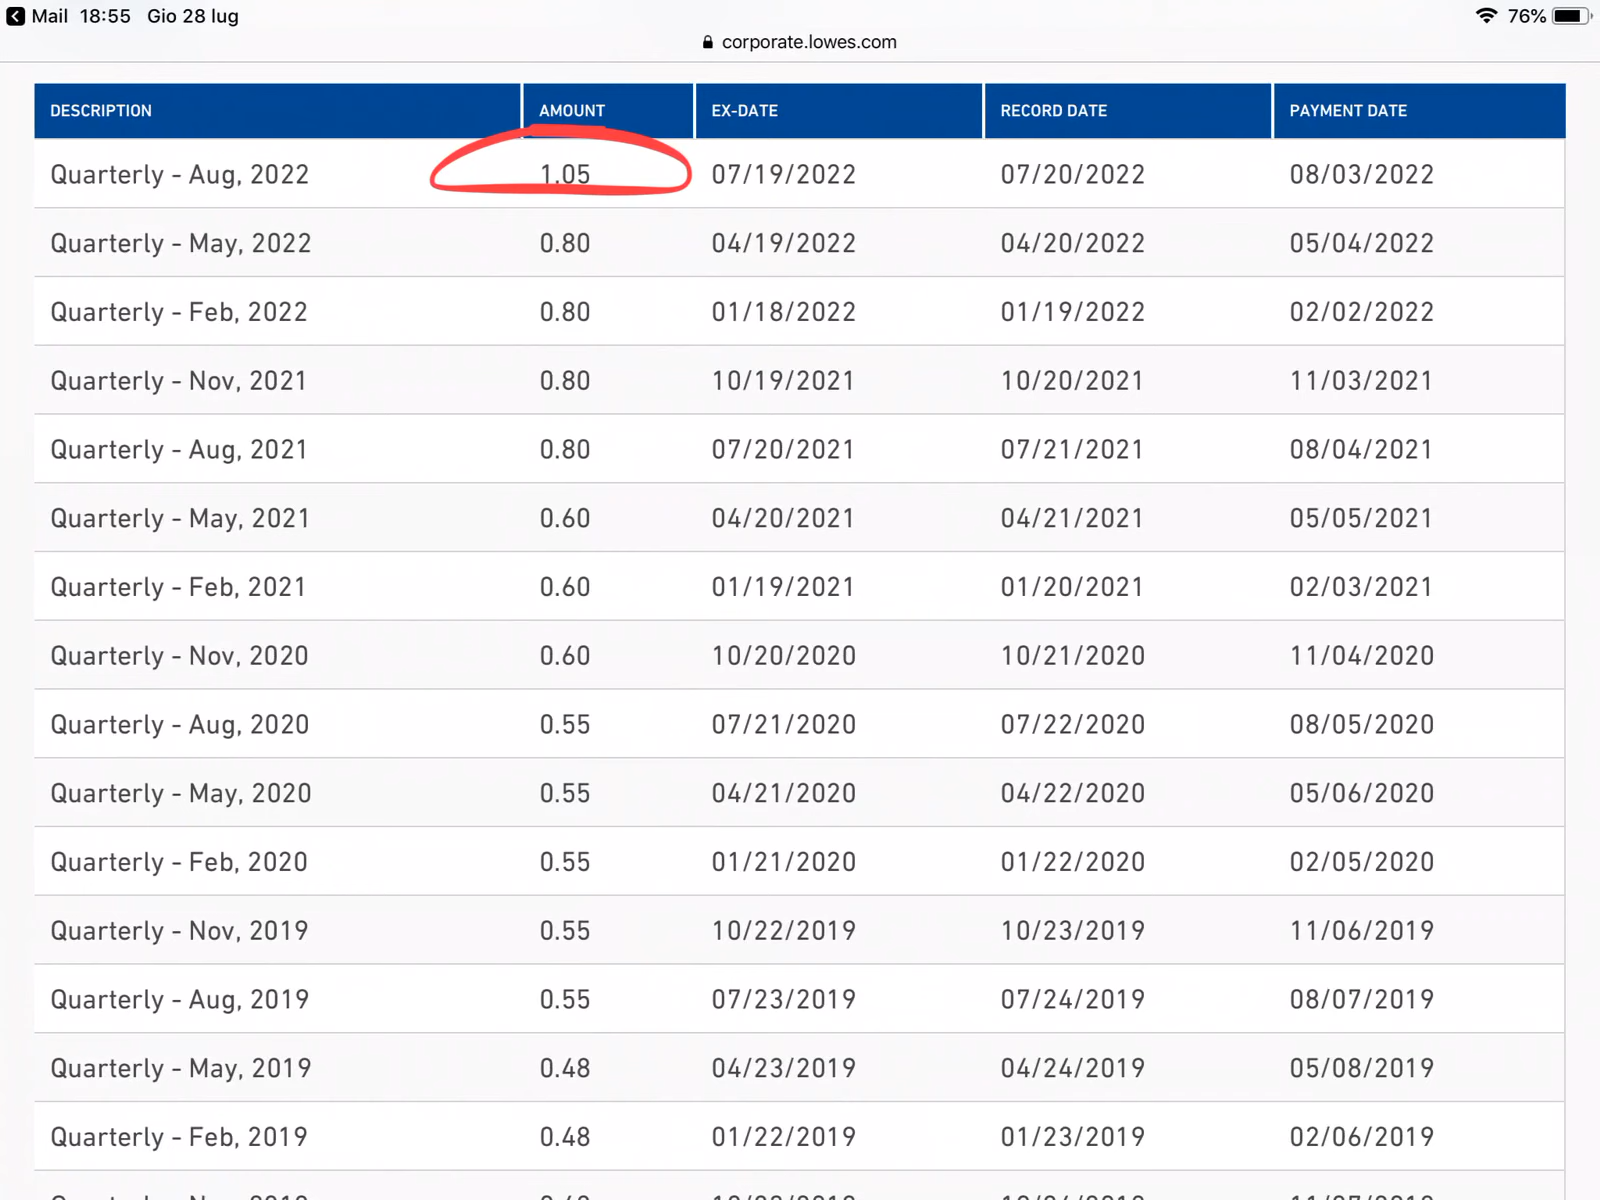 Mail 18:55 Gio 28 lug 76%
corporate.lowes.com
DESCRIPTION AMOUNT EX-DATE RECORD DATE PAYMENT DATE
Quarterly - Aug, 2022 1.05 07/19/2022 07/20/2022 08/03/2022
Quarterly - May, 2022 0.80 04/19/2022 04/20/2022 05/04/2022
Quarterly - Feb, 2022 0.80 01/18/2022 01/19/2022 02/02/2022
Quarterly - Nov, 2021 0.80 10/19/2021 10/20/2021 11/03/2021
Quarterly - Aug, 2021 0.80 07/20/2021 07/21/2021 08/04/2021
Quarterly - May, 2021 0.60 04/20/2021 04/21/2021 05/05/2021
Quarterly - Feb, 2021 0.60 01/19/2021 01/20/2021 02/03/2021
Quarterly - Nov, 2020 0.60 10/20/2020 10/21/2020 11/04/2020
Quarterly - Aug, 2020 0.55 07/21/2020 07/22/2020 08/05/2020
Quarterly - May, 2020 0.55 04/21/2020 04/22/2020 05/06/2020
Quarterly - Feb, 2020 0.55 01/21/2020 01/22/2020 02/05/2020
Quarterly - Nov, 2019 0.55 10/22/2019 10/23/2019 11/06/2019
Quarterly - Aug, 2019 0.55 07/23/2019 07/24/2019 08/07/2019
Quarterly - May, 2019 0.48 04/23/2019 04/24/2019 05/08/2019
Quarterly - Feb, 2019 0.48 01/22/2019 01/23/2019 02/06/2019